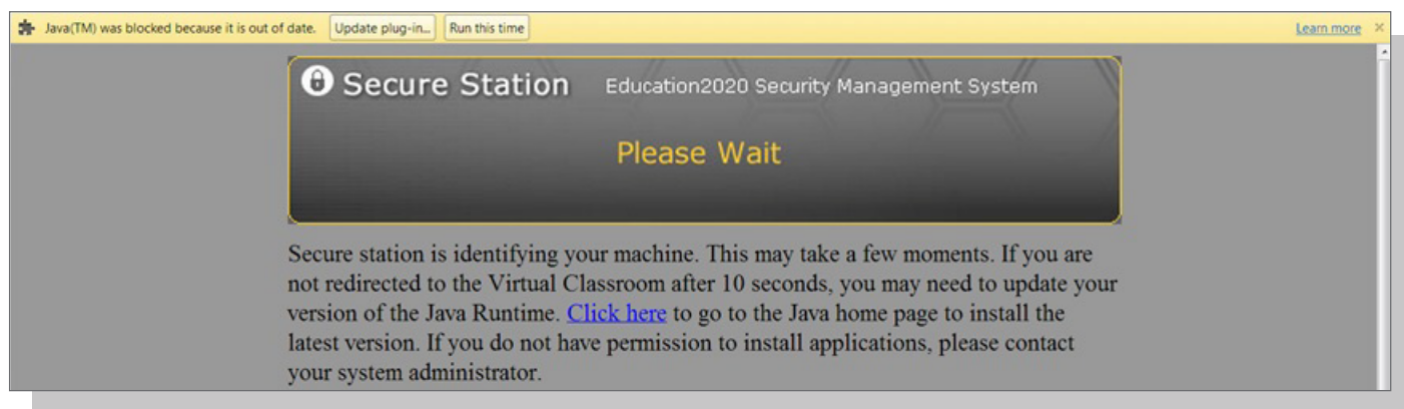 Java(TM) was blocked because it is out of date. Update plug-in... Run this time Learn more ×
Secure Station Education2020 Security Management System
Please Wait
Secure station is identifying your machine. This may take a few moments. If you are
not redirected to the Virtual Classroom after 10 seconds, you may need to update your
version of the Java Runtime. Click here to go to the Java home page to install the
latest version. If you do not have permission to install applications, please contact
your system administrator.